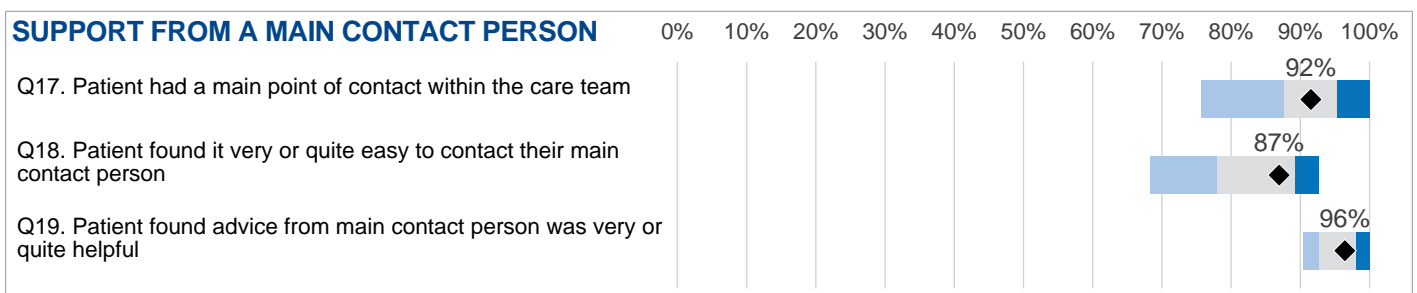 SUPPORT FROM A MAIN CONTACT PERSON 0% 10% 20% 30% 40% 50% 60% 70% 80% 90% 100%
92%
Q17. Patient had a main point of contact within the care team
87%
Q18. Patient found it very or quite easy to contact their main
contact person
96%
Q19. Patient found advice from main contact person was very or
quite helpful